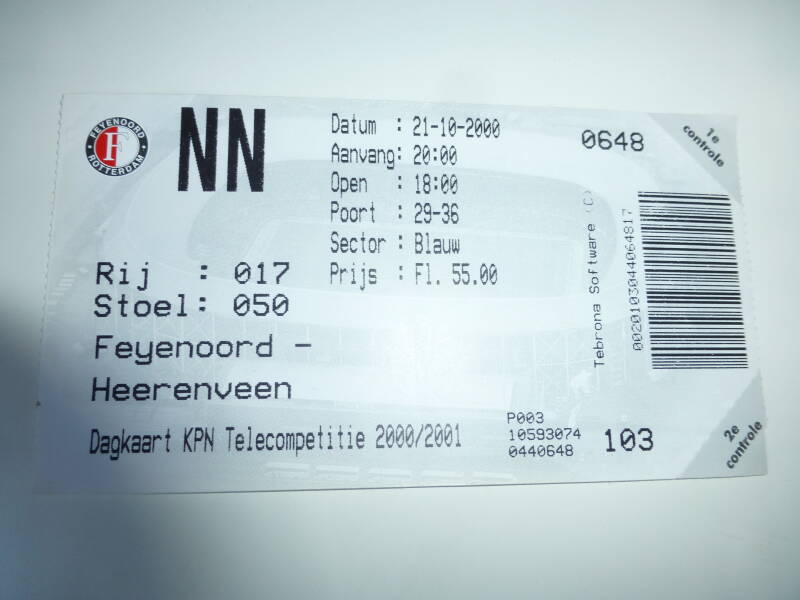 FEYENOORD
F
ROTTERDAM
NN
Datum : 21-10-2000
Aanvang: 20:00
Open : 18:00
Poort : 29-36
Sector : Blauw
Prijs : Fl. 55.00
Rij : 017
Stoel: 050
Feyenoord -
Heerenveen
Dagkaart KPN Telecompetitie 2000/2001
P003
10593074
0440648
103
0648
1e
controle
Tebrona Software (C)
0020103044064817
2e
controle